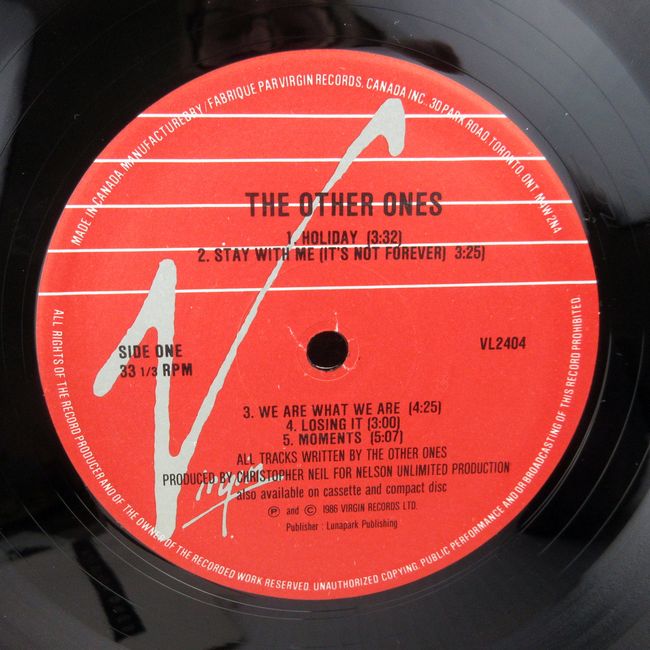 MADE IN CANADA. MANUFACTURED BY / FABRIQUE PAR VIRGIN RECORDS, CANADA INC. 30 PARK ROAD, TORONTO, ONT. M4W 2N4
THE OTHER ONES
1. HOLIDAY (3:32)
2. STAY WITH ME (IT'S NOT FOREVER) 3:25)
SIDE ONE
33 1/3 RPM
VL2404
3. WE ARE WHAT WE ARE (4:25)
4. LOSING IT (3:00)
5. MOMENTS (5:07)
ALL TRACKS WRITTEN BY THE OTHER ONES
PRODUCED BY CHRISTOPHER NEIL FOR NELSON UNLIMITED PRODUCTION
also available on cassette and compact disc
Ⓟ and © 1986 VIRGIN RECORDS LTD.
Publisher : Lunapark Publishing
Virgin
ALL RIGHTS OF THE RECORD PRODUCER AND OF THE OWNER OF THE RECORDED WORK RESERVED. UNAUTHORIZED COPYING, PUBLIC PERFORMANCE AND/OR BROADCASTING OF THIS RECORD PROHIBITED.